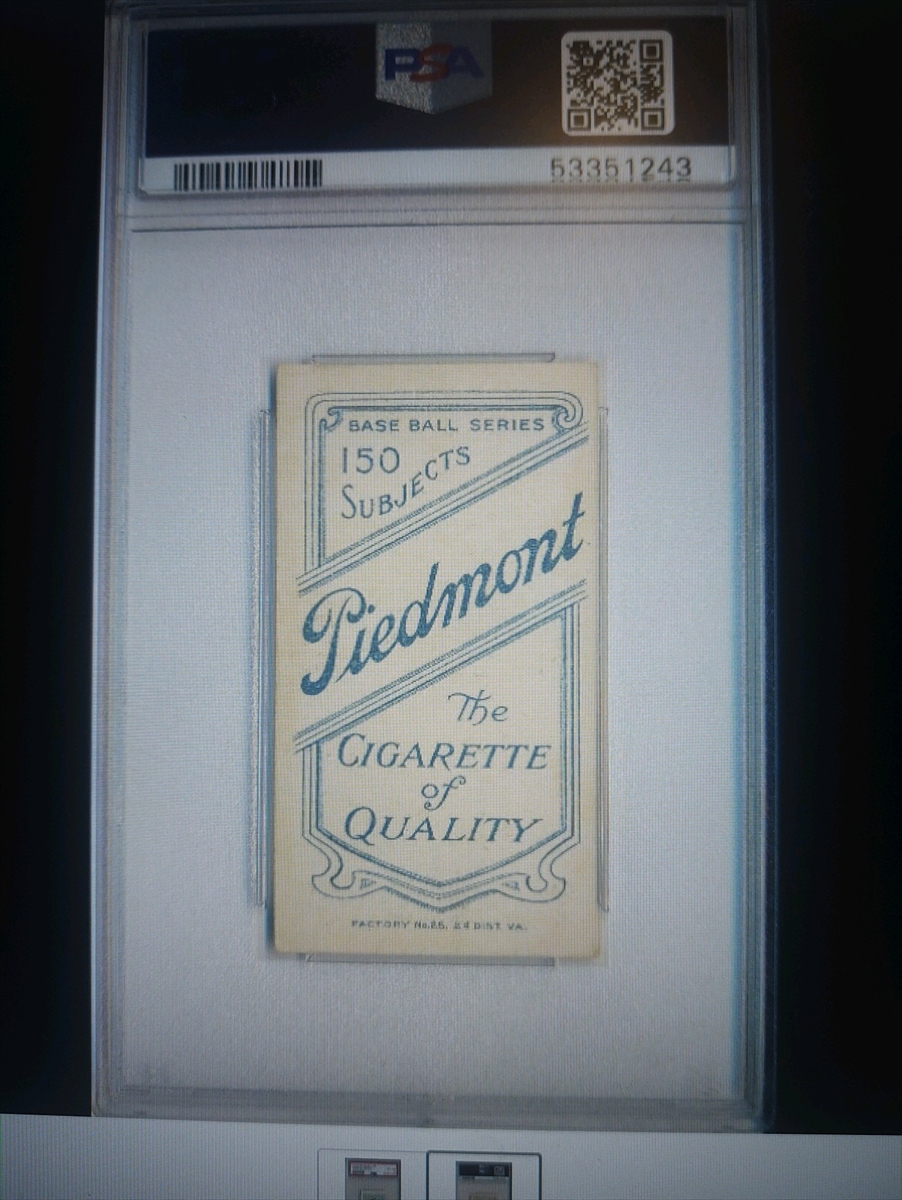 PSA
53351243
BASE BALL SERIES
150
SUBJECTS
Piedmont
The
CIGARETTE
of
QUALITY
FACTORY No. 25, 2d DIST. VA.